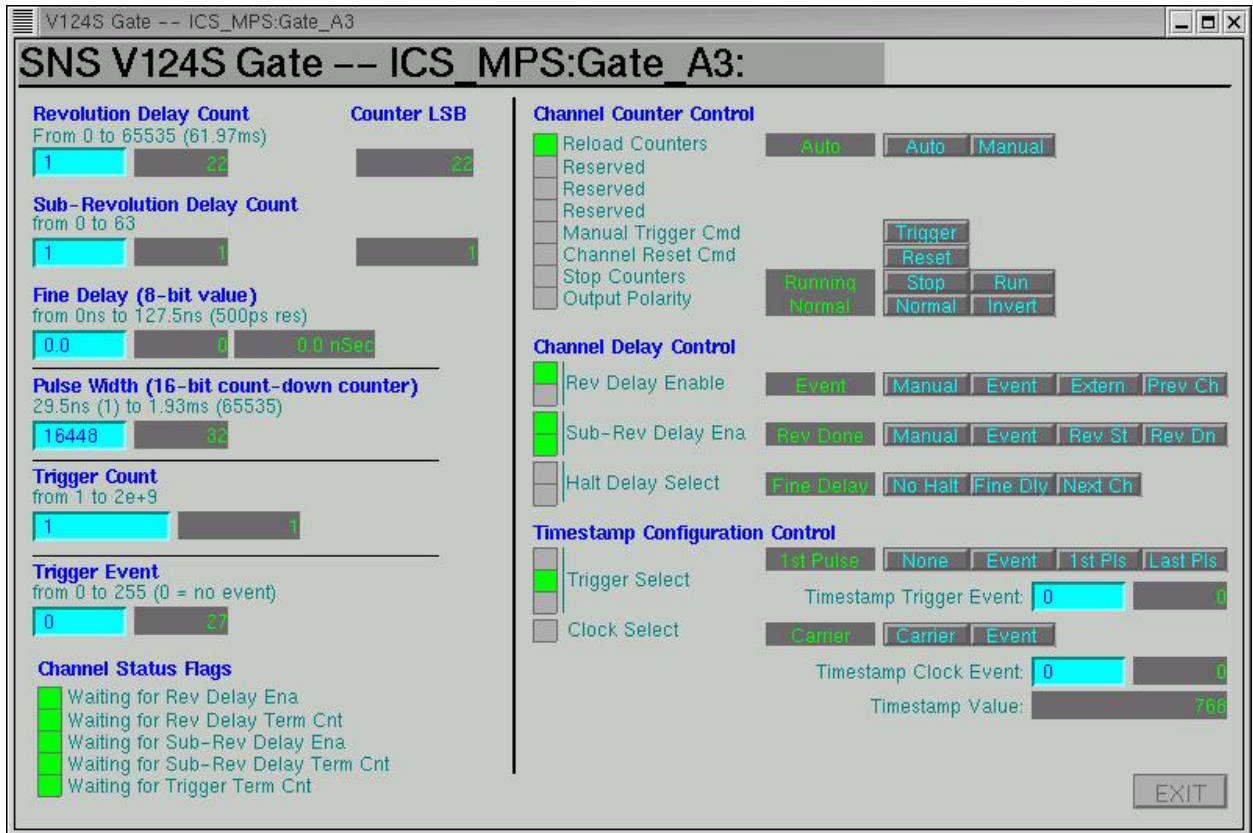 V124S Gate -- ICS_MPS:Gate_A3
SNS V124S Gate -- ICS_MPS:Gate_A3:
Revolution Delay Count Counter LSB
From 0 to 65535 (61.97ms)
1 22 22
Sub-Revolution Delay Count
from 0 to 63
1 1 1
Fine Delay (8-bit value)
from 0ns to 127.5ns (500ps res)
0.0 0 0.0 nSec
Pulse Width (16-bit count-down counter)
29.5ns (1) to 1.93ms (65535)
16448 32
Trigger Count
from 1 to 2e+9
1 1
Trigger Event
from 0 to 255 (0 = no event)
0 27
Channel Status Flags
Waiting for Rev Delay Ena
Waiting for Rev Delay Term Cnt
Waiting for Sub-Rev Delay Ena
Waiting for Sub-Rev Delay Term Cnt
Waiting for Trigger Term Cnt
Channel Counter Control
Reload Counters Auto Auto Manual
Reserved
Reserved
Reserved
Manual Trigger Cmd Trigger
Channel Reset Cmd Reset
Stop Counters Running Stop Run
Output Polarity Normal Normal Invert
Channel Delay Control
Rev Delay Enable Event Manual Event Extern Prev Ch
Sub-Rev Delay Ena Rev Done Manual Event Rev St Rev Dn
Halt Delay Select Fine Delay No Halt Fine Dly Next Ch
Timestamp Configuration Control
Trigger Select 1st Pulse None Event 1st Pls Last Pls
Timestamp Trigger Event: 0 0
Clock Select Carrier Carrier Event
Timestamp Clock Event: 0 0
Timestamp Value: 768
EXIT